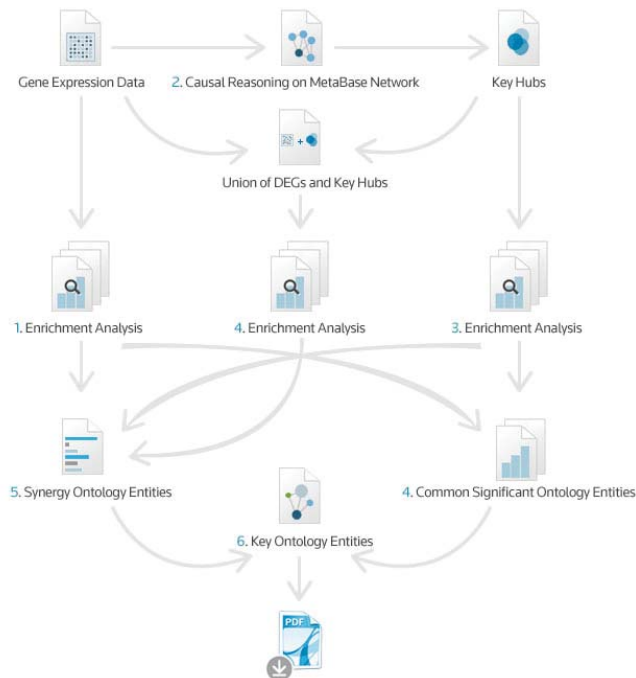 Gene Expression Data
2. Causal Reasoning on MetaBase Network
Key Hubs
Union of DEGs and Key Hubs
1. Enrichment Analysis
4. Enrichment Analysis
3. Enrichment Analysis
5. Synergy Ontology Entities
4. Common Significant Ontology Entities
6. Key Ontology Entities
PDF